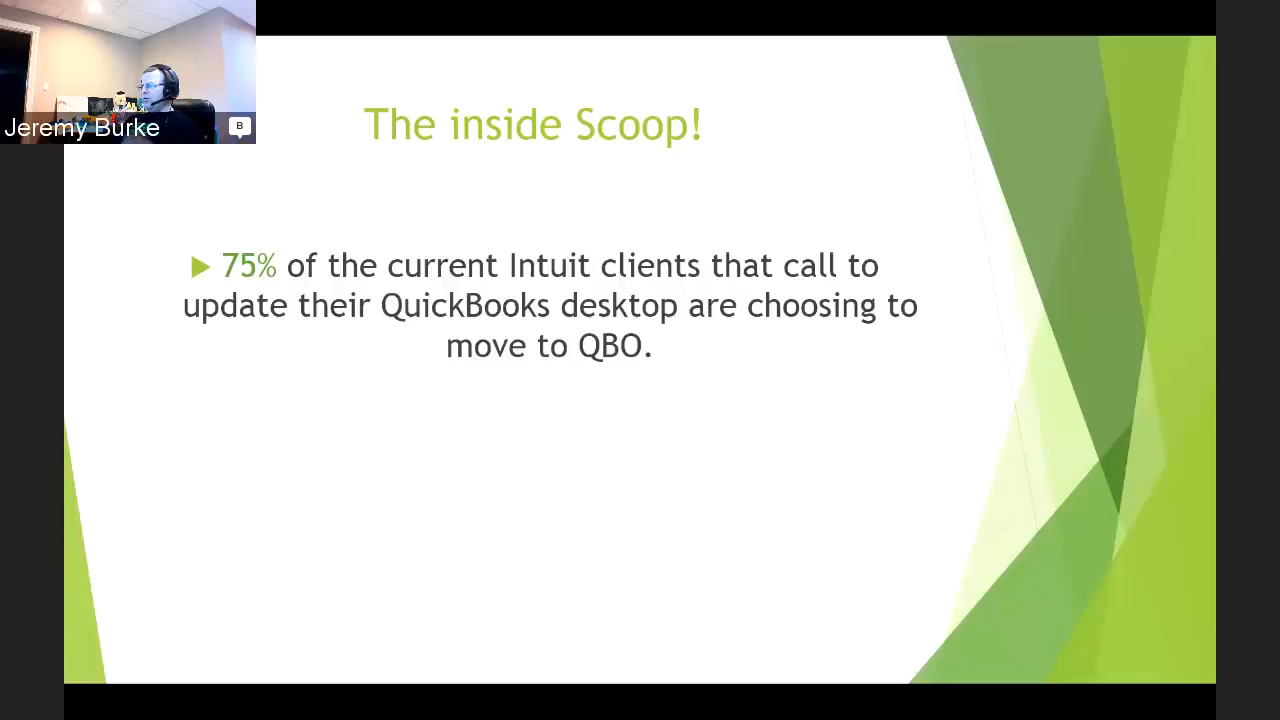 Jeremy Burke
B
The inside Scoop!
75% of the current Intuit clients that call to
update their QuickBooks desktop are choosing to
move to QBO.